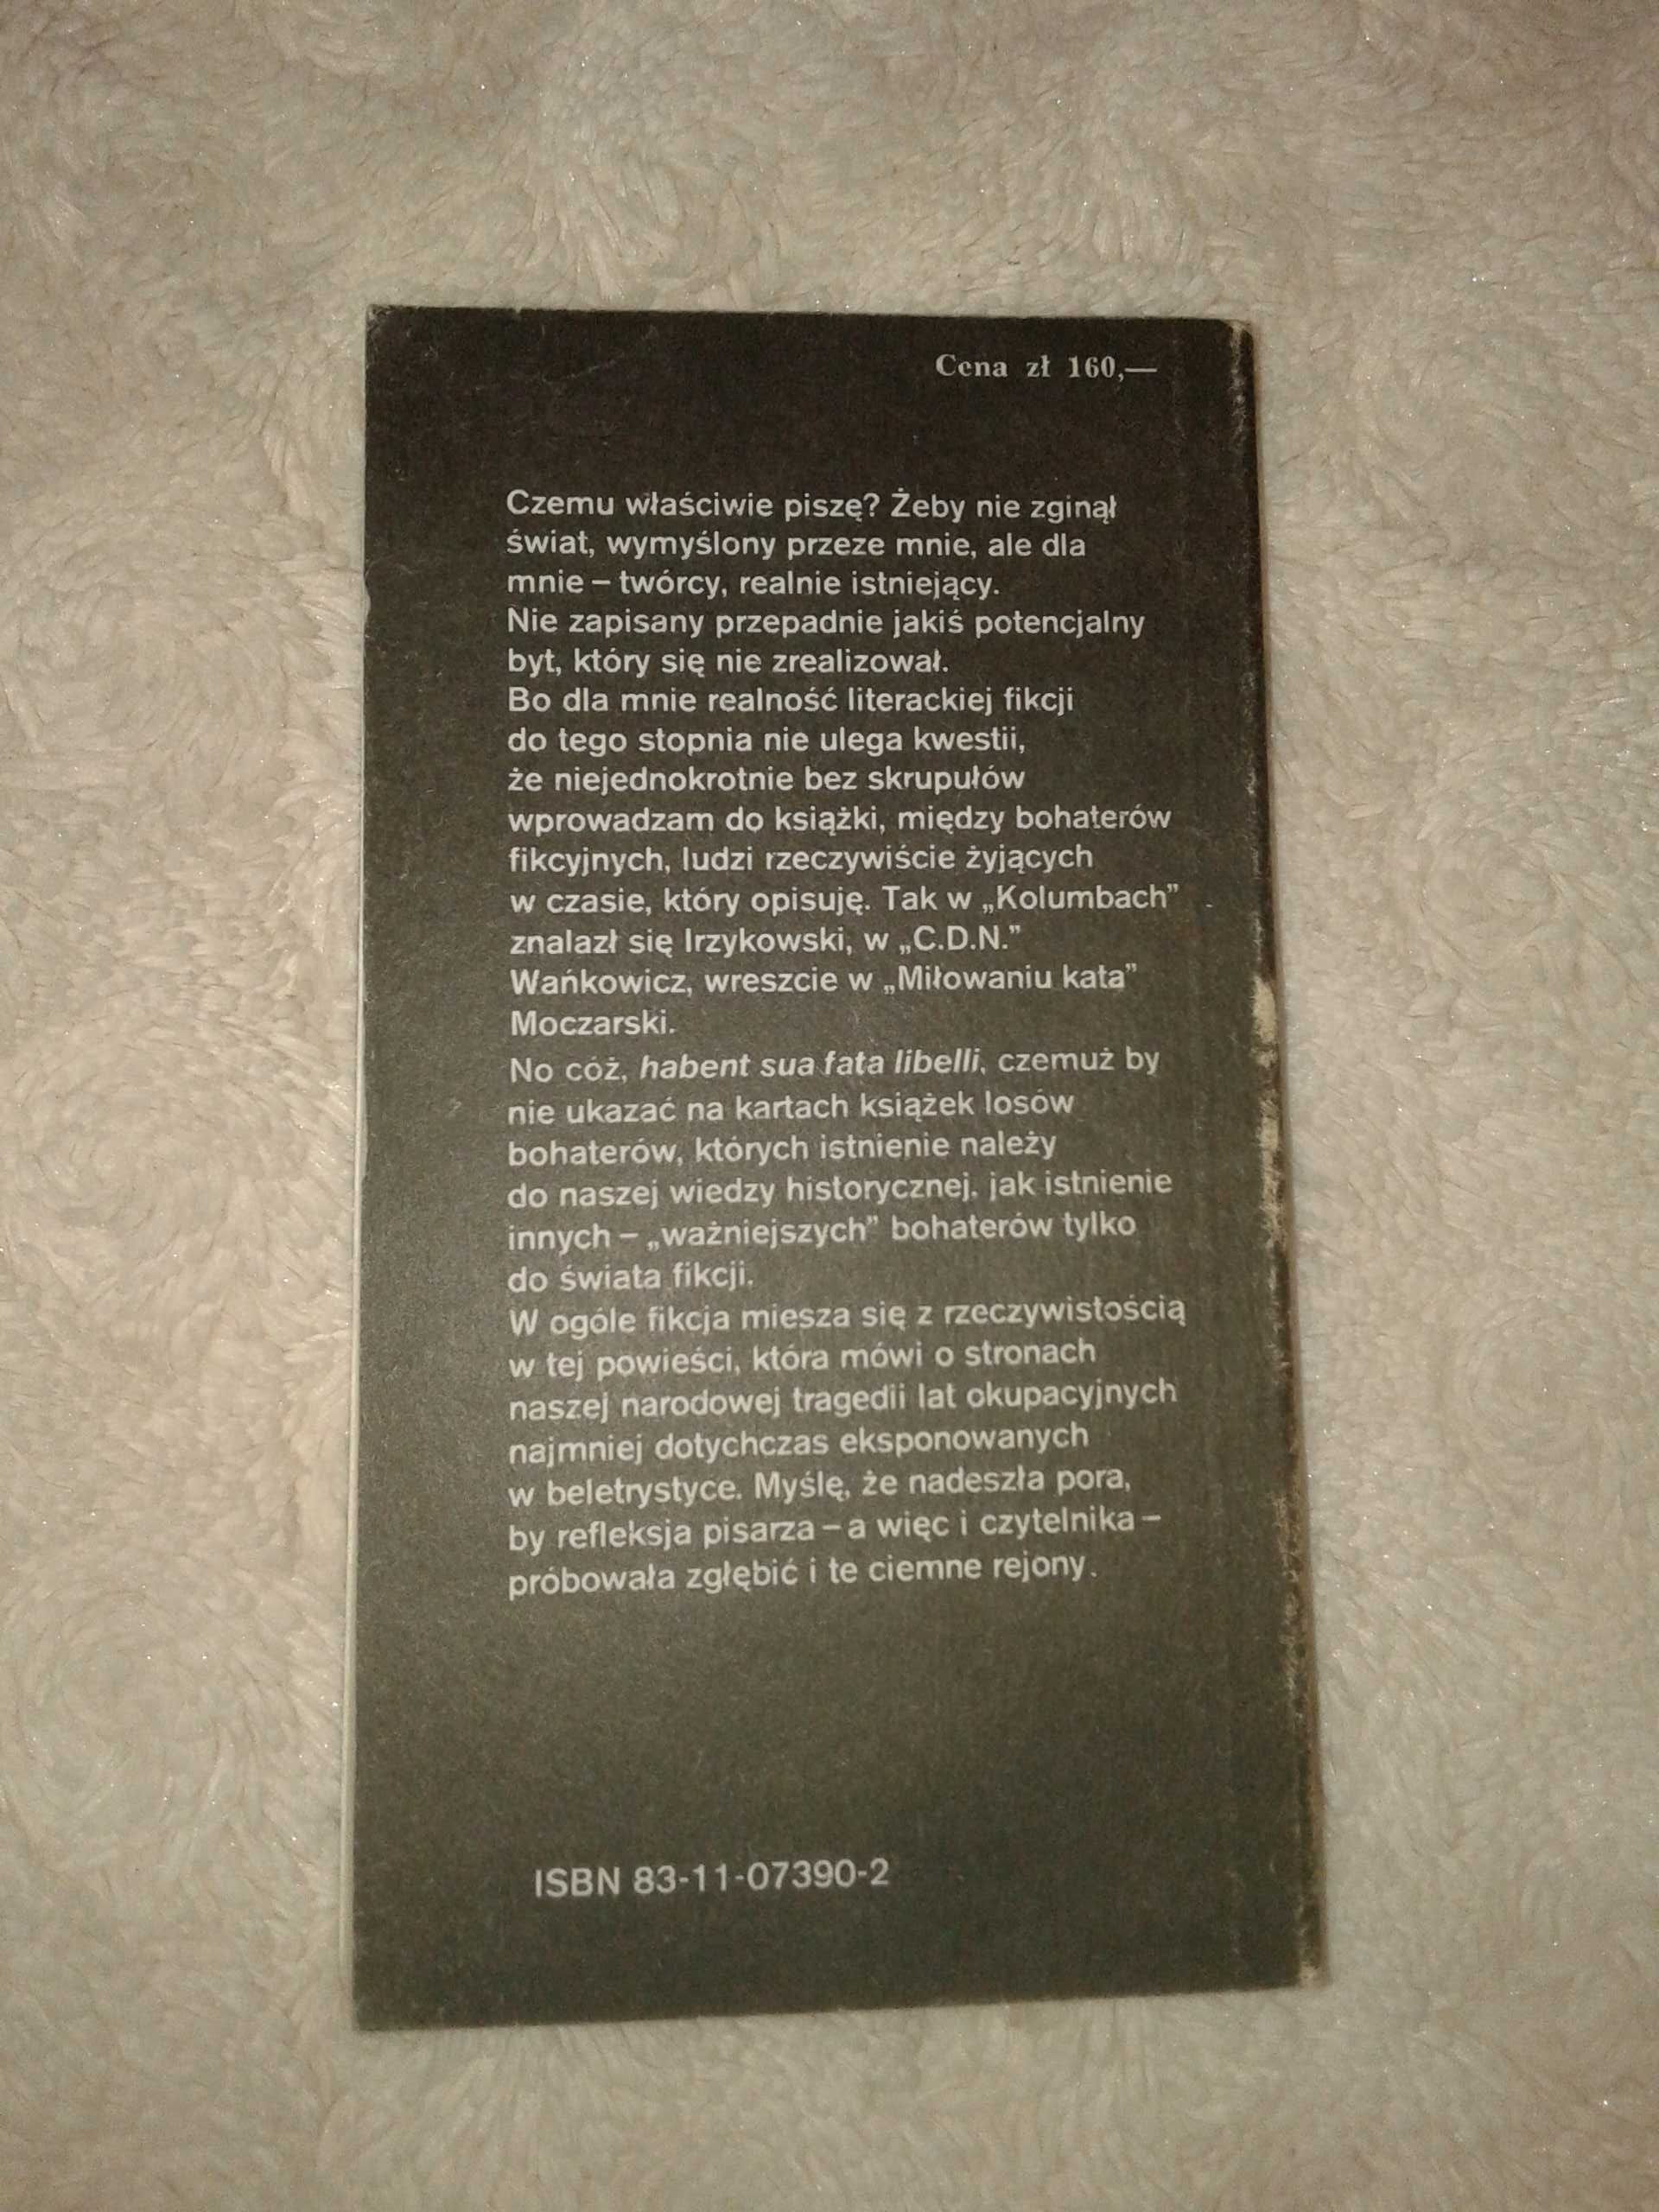 Cena zł 160,—
Czemu właściwie piszę? Żeby nie zginął
świat, wymyślony przeze mnie, ale dla
mnie – twórcy, realnie istniejący.
Nie zapisany przepadnie jakiś potencjalny
byt, który się nie zrealizował.
Bo dla mnie realność literackiej fikcji
do tego stopnia nie ulega kwestii,
że niejednokrotnie bez skrupułów
wprowadzam do książki, między bohaterów
fikcyjnych, ludzi rzeczywiście żyjących
w czasie, który opisuję. Tak w „Kolumbach”
znalazł się Irzykowski, w „C.D.N.”
Wańkowicz, wreszcie w „Miłowaniu kata”
Moczarski.
No cóż, habent sua fata libelli, czemuż by
nie ukazać na kartach książek losów
bohaterów, których istnienie należy
do naszej wiedzy historycznej, jak istnienie
innych – „ważniejszych” bohaterów tylko
do świata fikcji.
W ogóle fikcja miesza się z rzeczywistością
w tej powieści, która mówi o stronach
naszej narodowej tragedii lat okupacyjnych
najmniej dotychczas eksponowanych
w beletrystyce. Myślę, że nadeszła pora,
by refleksja pisarza – a więc i czytelnika –
próbowała zgłębić i te ciemne rejony.
ISBN 83-11-07390-2